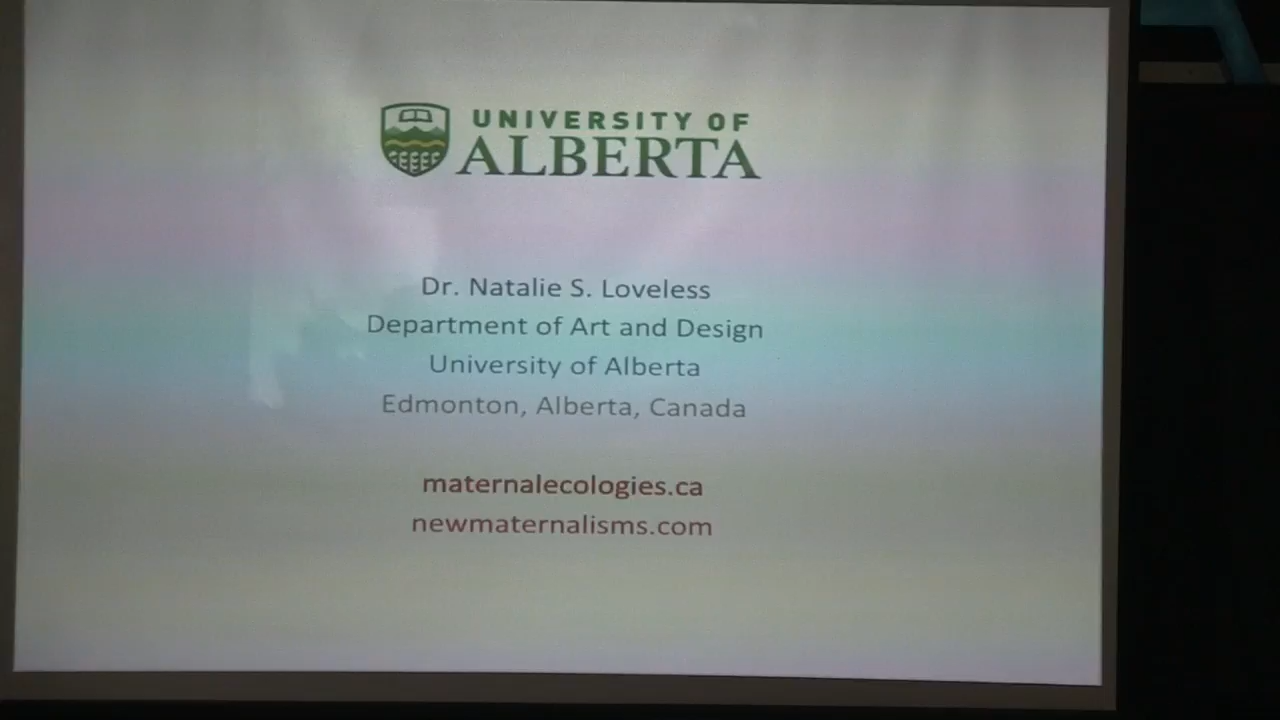 UNIVERSITY OF
ALBERTA
Dr. Natalie S. Loveless
Department of Art and Design
University of Alberta
Edmonton, Alberta, Canada
maternalecologies.ca
newmaternalisms.com